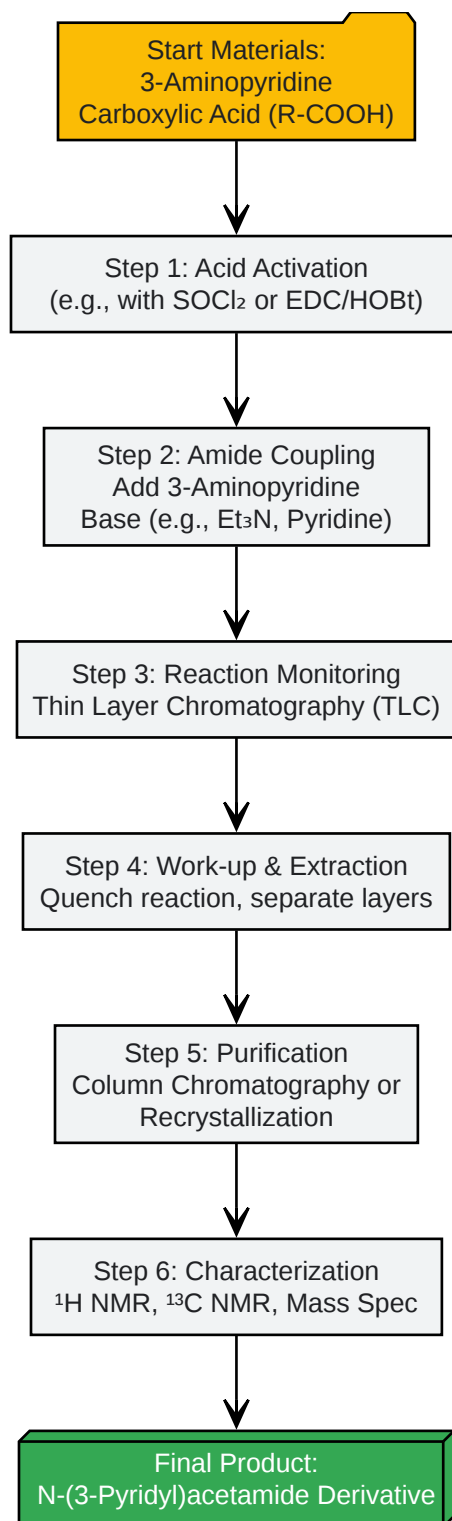 Start Materials:
3-Aminopyridine
Carboxylic Acid (R-COOH)
Step 1: Acid Activation
(e.g., with SOCl₂ or EDC/HOBt)
Step 2: Amide Coupling
Add 3-Aminopyridine
Base (e.g., Et₃N, Pyridine)
Step 3: Reaction Monitoring
Thin Layer Chromatography (TLC)
Step 4: Work-up & Extraction
Quench reaction, separate layers
Step 5: Purification
Column Chromatography or
Recrystallization
Step 6: Characterization
¹H NMR, ¹³C NMR, Mass Spec
Final Product:
N-(3-Pyridyl)acetamide Derivative